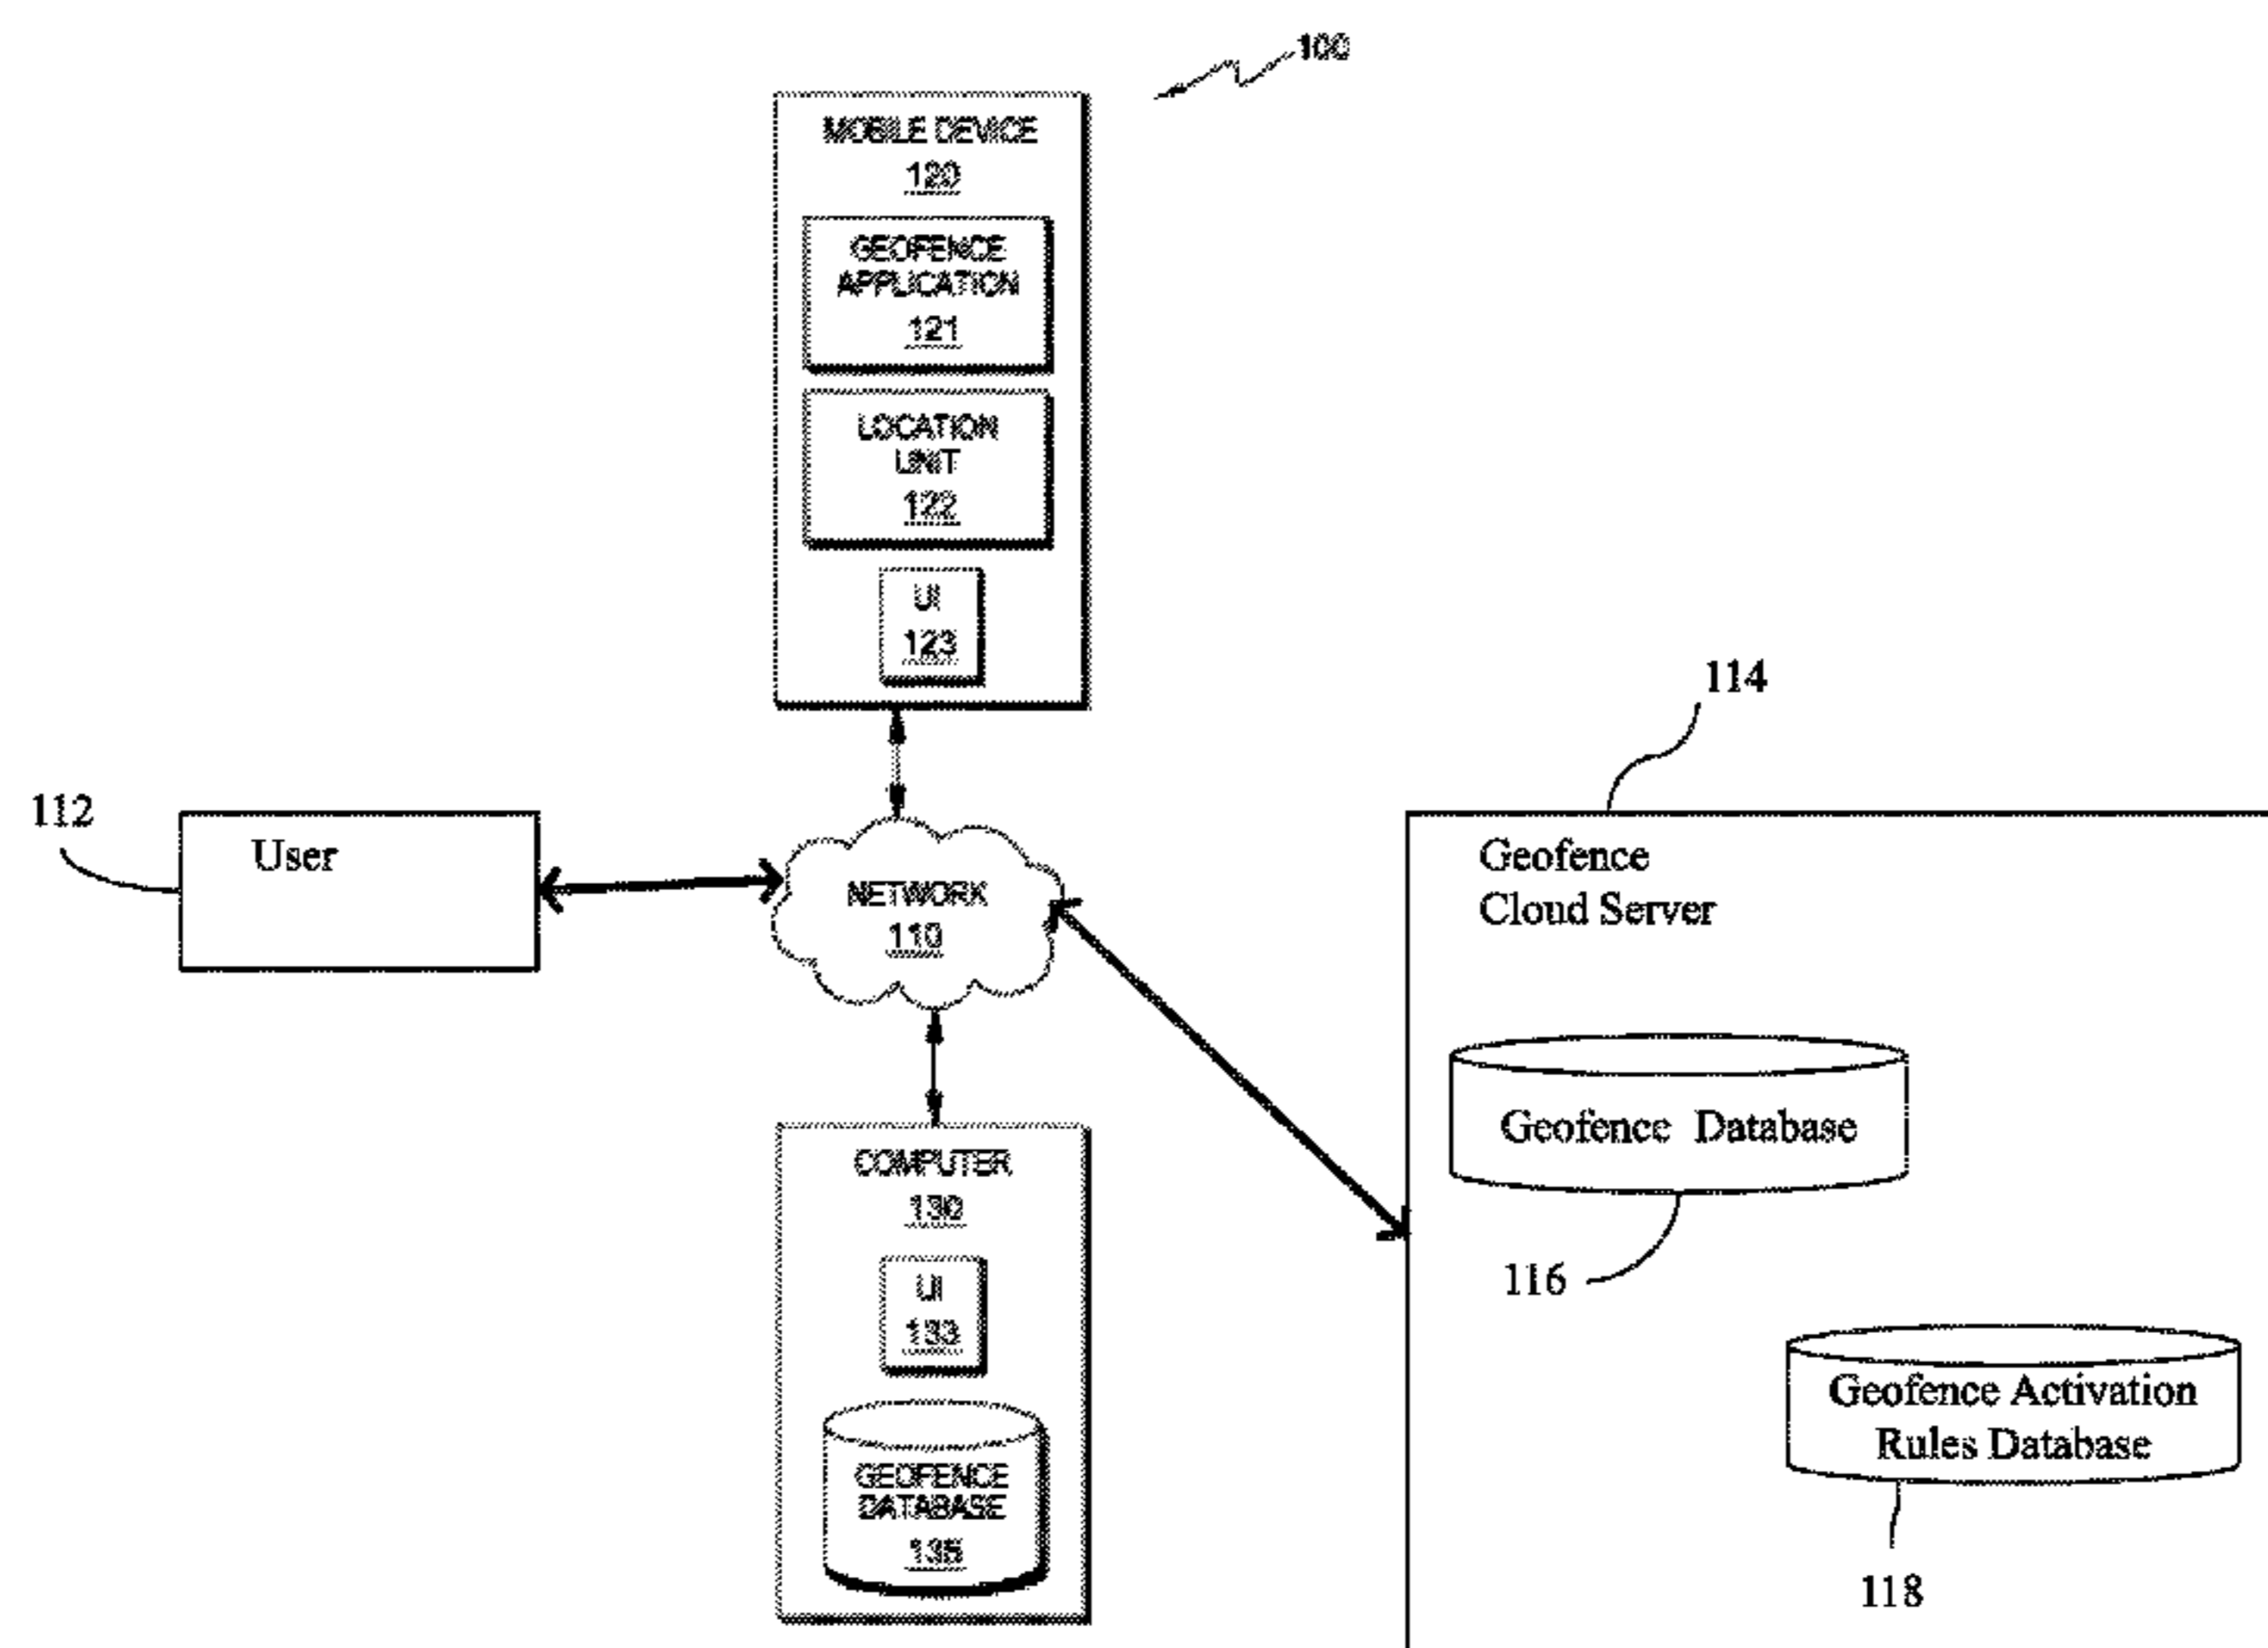 100
MOBILE DEVICE
120
GEOFENCE
APPLICATION
121
LOCATION
UNIT
122
UI
123
114
112
User
NETWORK
110
Geofence
Cloud Server
Geofence Database
116
COMPUTER
130
UI
133
GEOFENCE
DATABASE
135
Geofence Activation
Rules Database
118